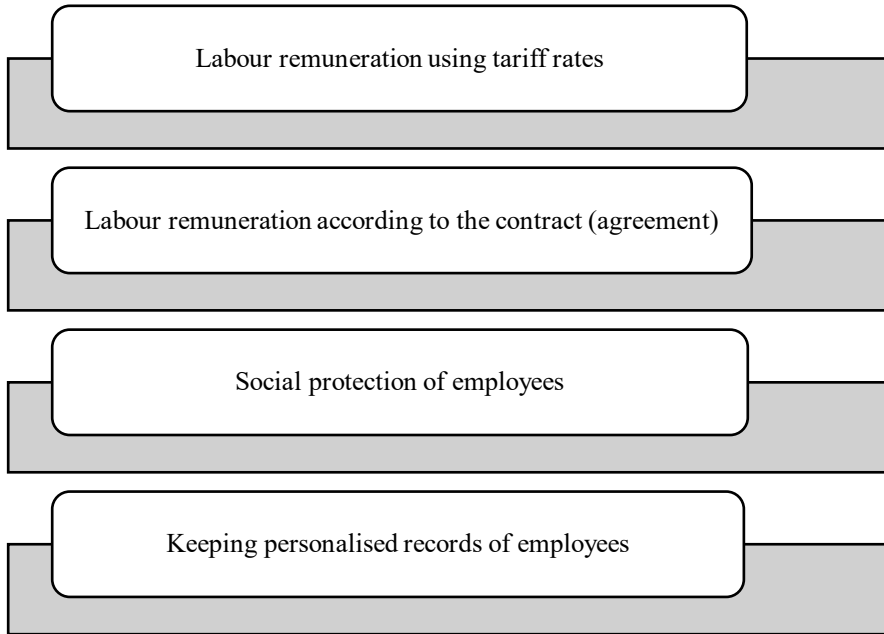 Labour remuneration using tariff rates
Labour remuneration according to the contract (agreement)
Social protection of employees
Keeping personalised records of employees